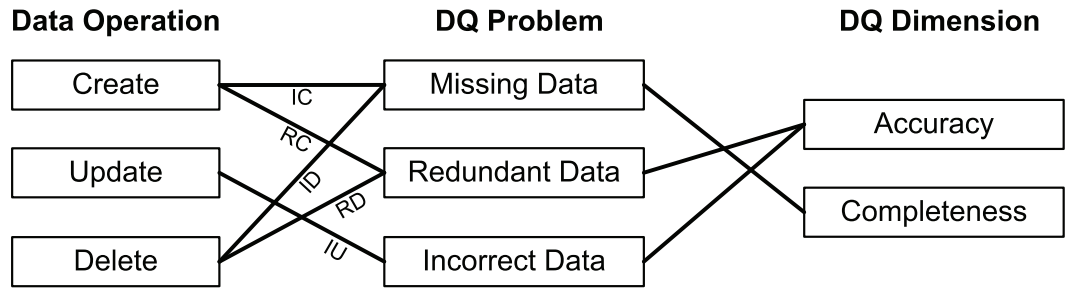 Data Operation DQ Problem DQ Dimension
Create IC Missing Data
RC Accuracy
Update Redundant Data
ID RD Completeness
IU
Delete Incorrect Data